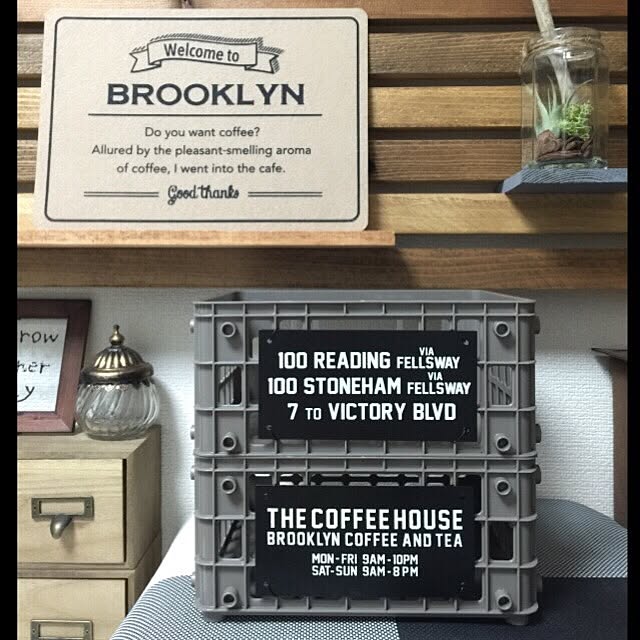 Welcome to
BROOKLYN
Do you want coffee?
Allured by the pleasant-smelling aroma
of coffee, I went into the cafe.
Good thanks
row
her
y
100 READING VIA FELLSWAY
100 STONEHAM VIA FELLSWAY
7 TO VICTORY BLVD
THE COFFEE HOUSE
BROOKLYN COFFEE AND TEA
MON-FRI 9AM-10PM
SAT-SUN 9AM-8PM